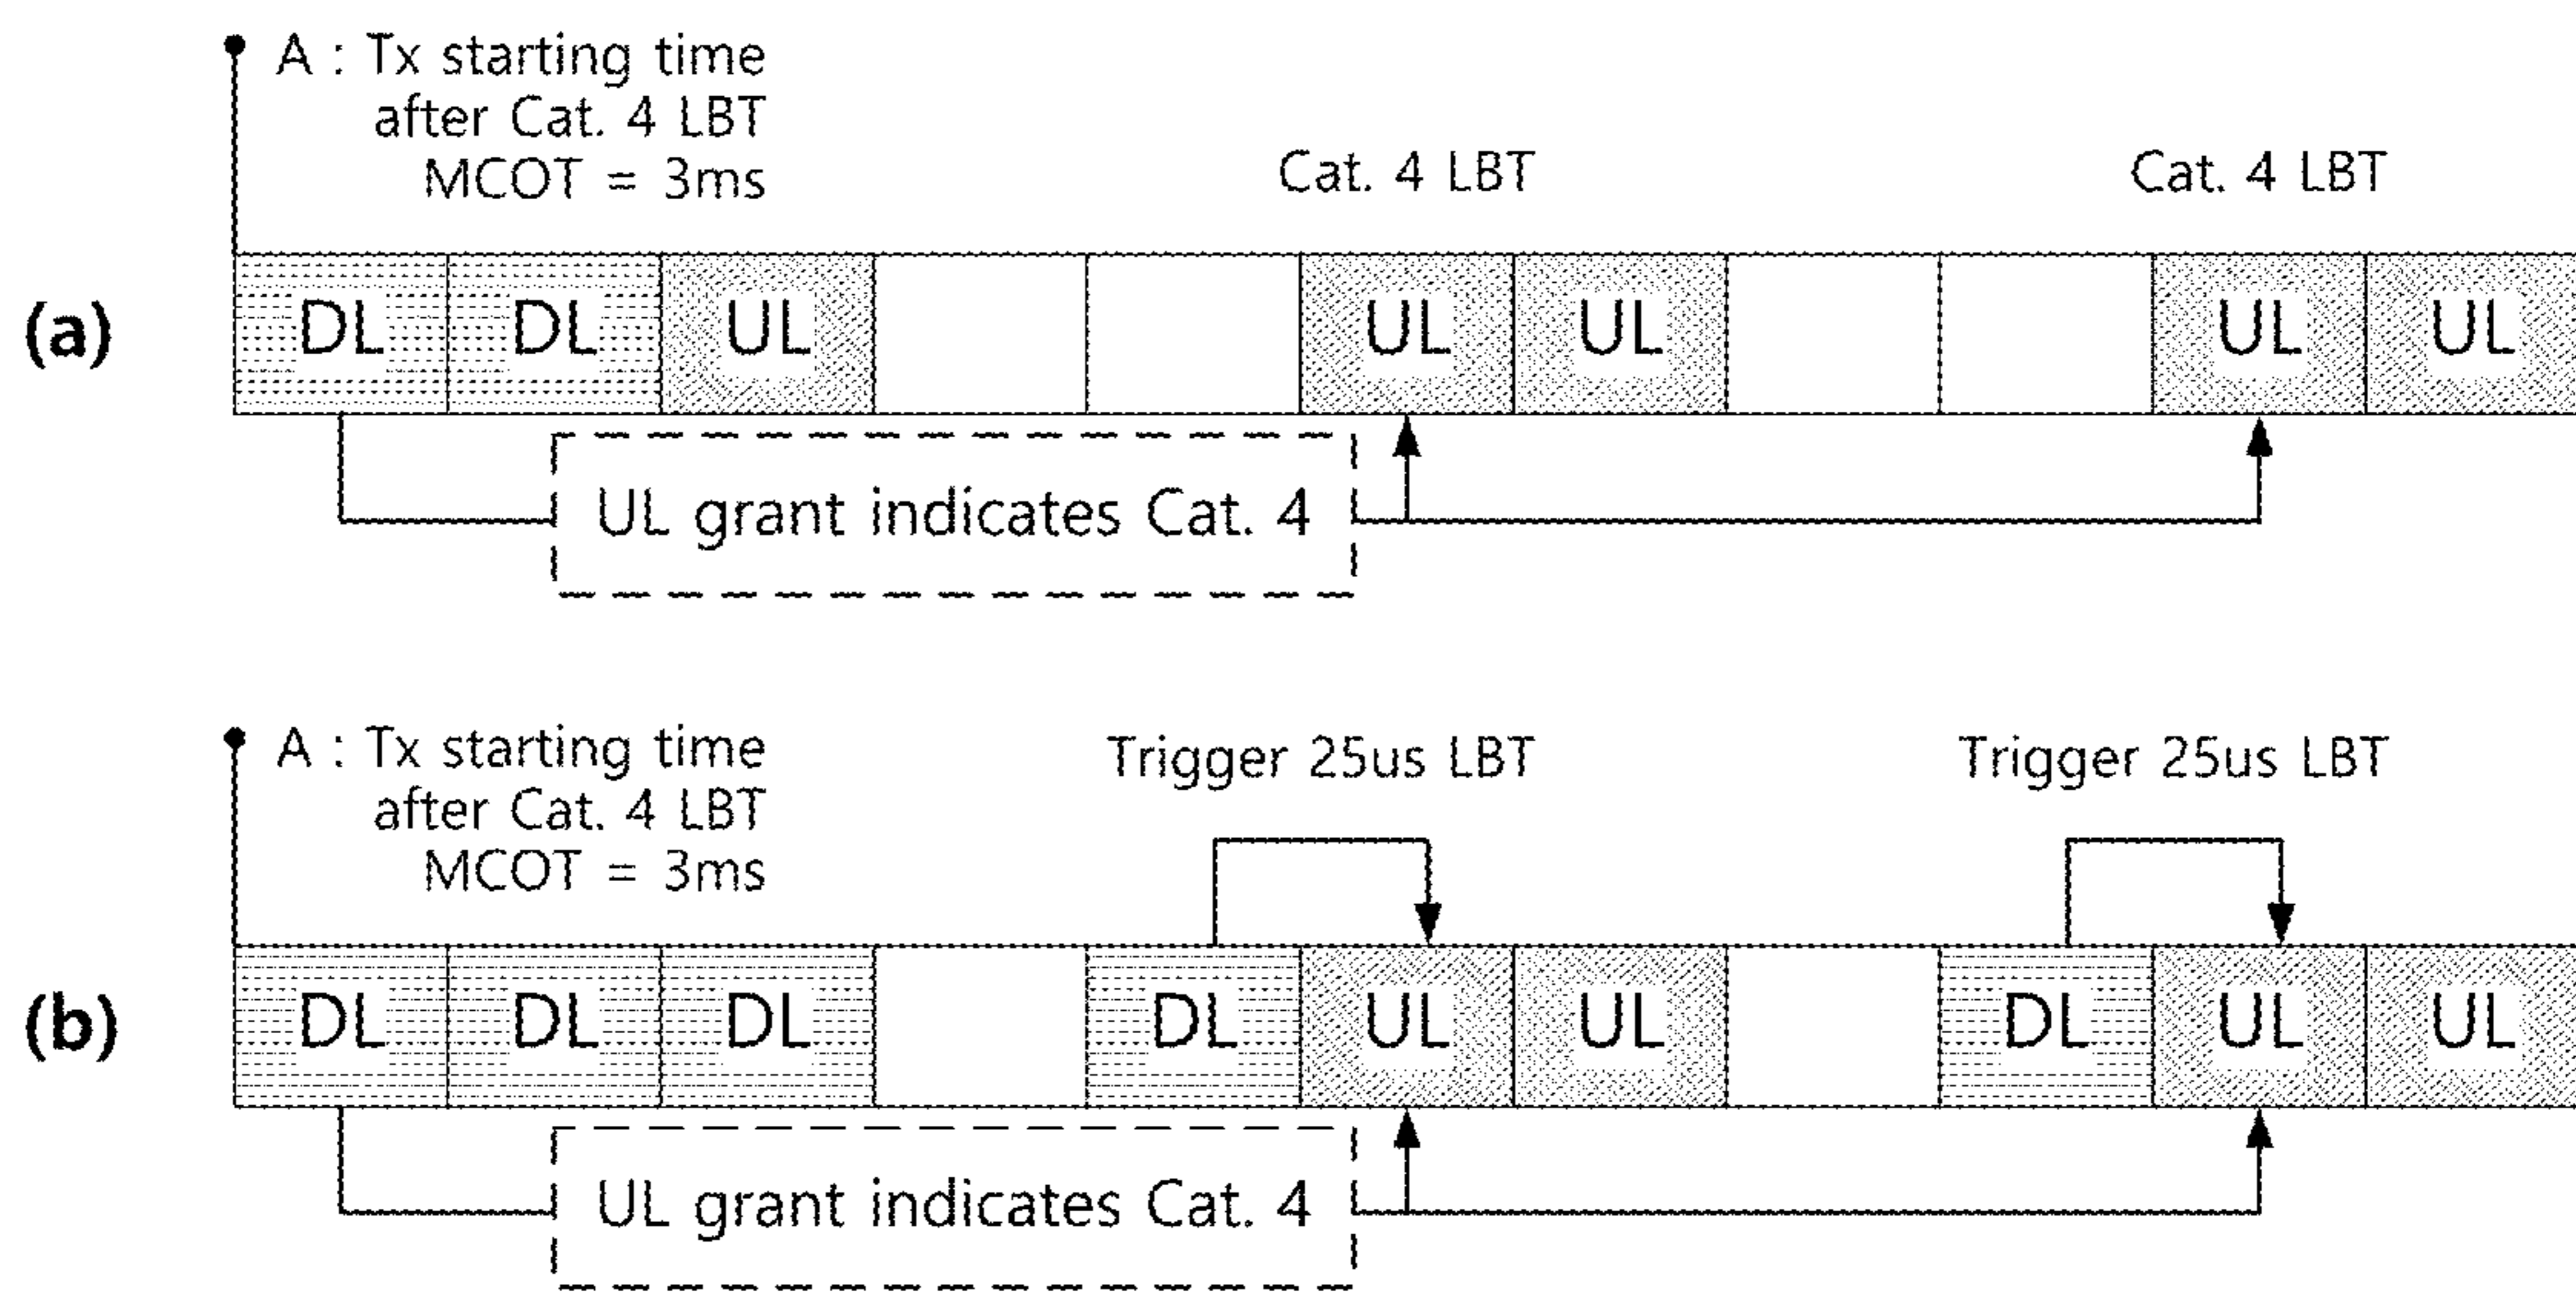 A : Tx starting time
after Cat. 4 LBT
MCOT = 3ms
Cat. 4 LBT
Cat. 4 LBT
(a)
DL
DL
UL
UL
UL
UL
UL
UL grant indicates Cat. 4
A : Tx starting time
after Cat. 4 LBT
MCOT = 3ms
Trigger 25us LBT
Trigger 25us LBT
(b)
DL
DL
DL
DL
UL
UL
DL
UL
UL
UL grant indicates Cat. 4